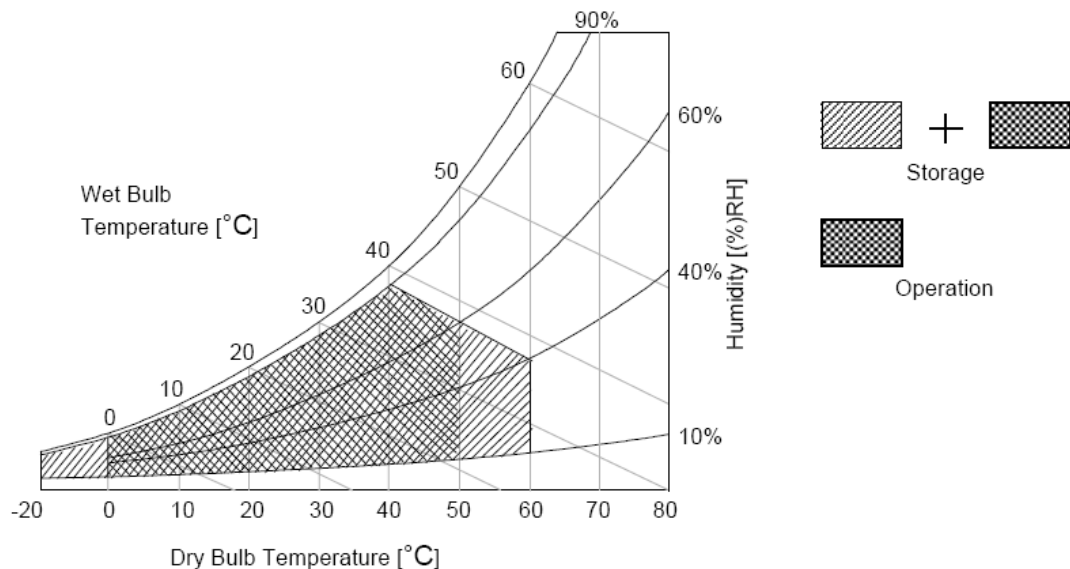 90%
60
60%
50
Wet Bulb
Temperature [°C]
40
30
20
10
0
40%
10%
Humidity [(%)RH]
-20 0 10 20 30 40 50 60 70 80
Dry Bulb Temperature [°C]
+
Storage
Operation